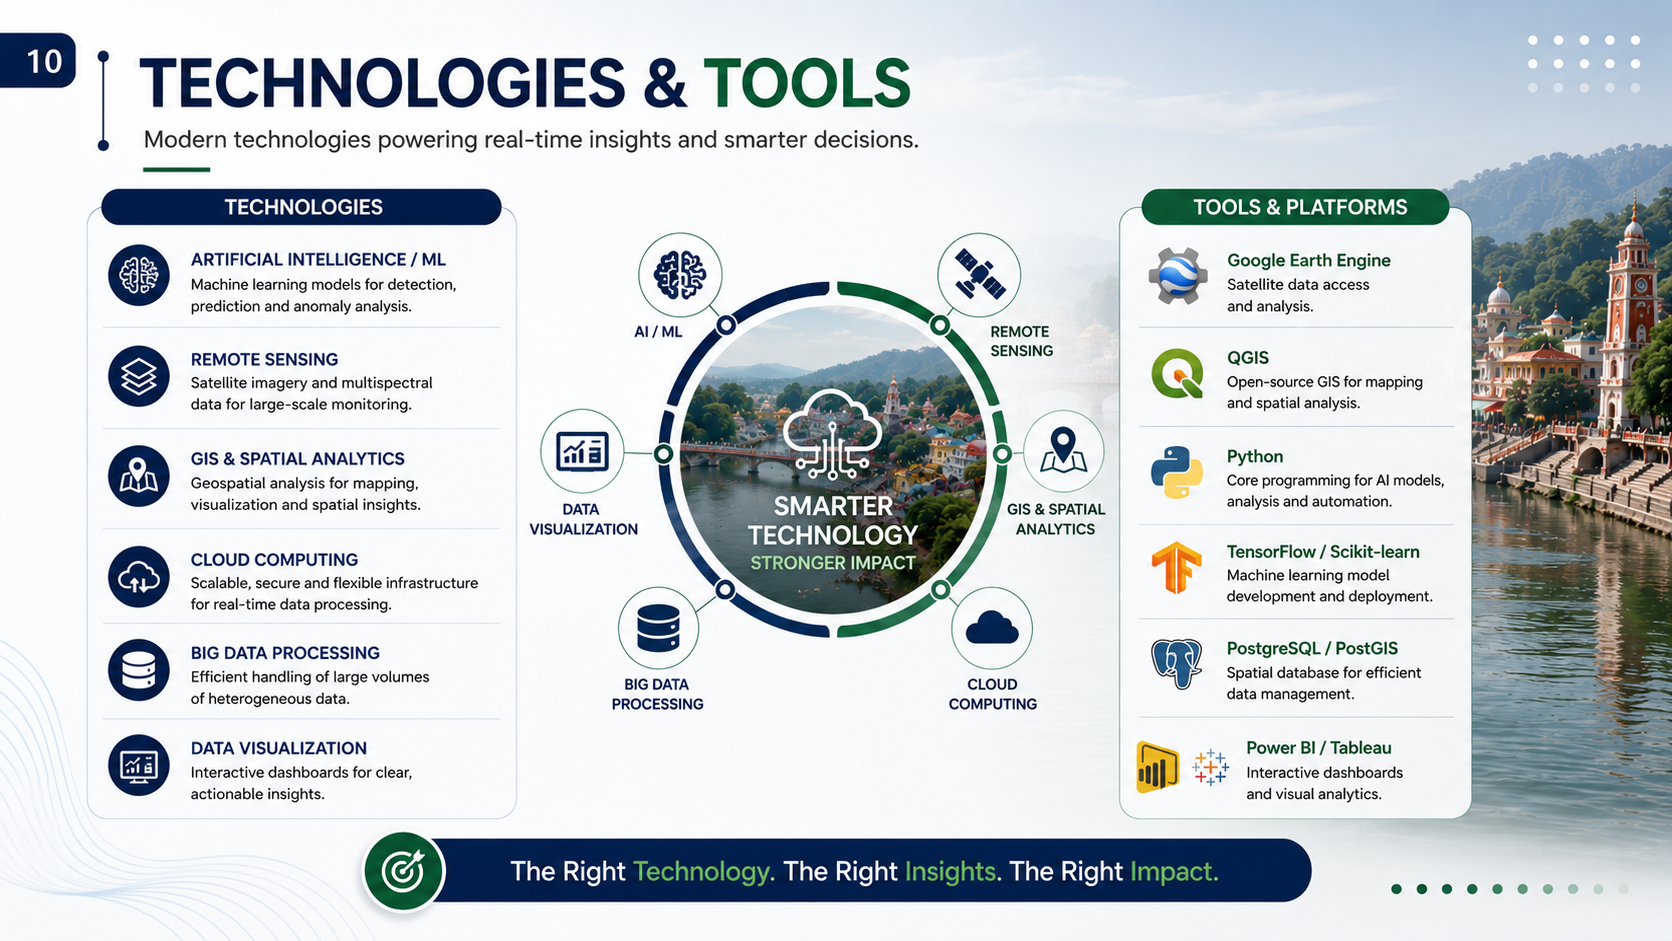 10
TECHNOLOGIES & TOOLS
Modern technologies powering real-time insights and smarter decisions.
TECHNOLOGIES
ARTIFICIAL INTELLIGENCE / ML
Machine learning models for detection,
prediction and anomaly analysis.
REMOTE SENSING
Satellite imagery and multispectral
data for large-scale monitoring.
GIS & SPATIAL ANALYTICS
Geospatial analysis for mapping,
visualization and spatial insights.
CLOUD COMPUTING
Scalable, secure and flexible infrastructure
for real-time data processing.
BIG DATA PROCESSING
Efficient handling of large volumes
of heterogeneous data.
DATA VISUALIZATION
Interactive dashboards for clear,
actionable insights.
AI / ML
REMOTE
SENSING
DATA
VISUALIZATION
GIS & SPATIAL
ANALYTICS
SMARTER
TECHNOLOGY
STRONGER IMPACT
BIG DATA
PROCESSING
CLOUD
COMPUTING
TOOLS & PLATFORMS
Google Earth Engine
Satellite data access
and analysis.
QGIS
Open-source GIS for mapping
and spatial analysis.
Python
Core programming for AI models,
analysis and automation.
TensorFlow / Scikit-learn
Machine learning model
development and deployment.
PostgreSQL / PostGIS
Spatial database for efficient
data management.
Power BI / Tableau
Interactive dashboards
and visual analytics.
The Right Technology. The Right Insights. The Right Impact.